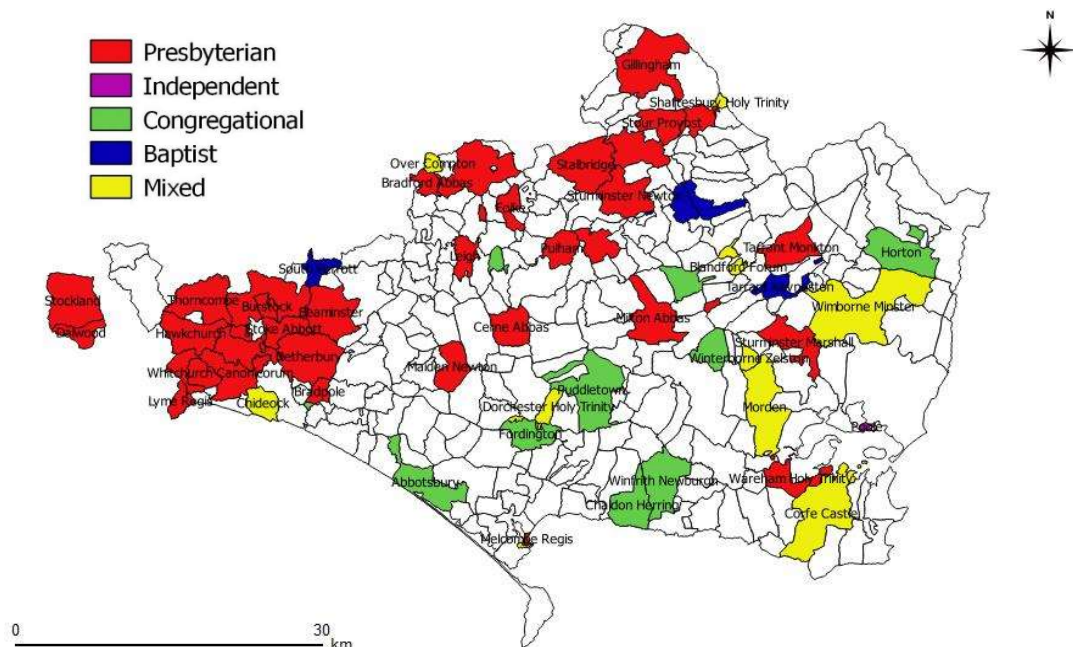 N
Presbyterian
Independent
Congregational
Baptist
Mixed
Gillingham
Shaftesbury Holy Trinity
Stour Provost
Over Compton
Stalbridge
Bradford Abbas
Sturminster Newton
Folke
Pulham
Tarrant Monkton
Leigh
Horton
South Perrott
Blandford Forum
Tarrant Keynston
Stockland
Thorncombe
Burstock
Beaminster
Wimborne Minster
Cerne Abbas
Milton Abbas
Dalwood
Hawkchurch
Stoke Abbott
Sturminster Marshall
Netherbury
Winterborne Zelston
Whitchurch Canonicorum
Maiden Newton
Bradpole
Puddletown
Lyme Regis
Chideock
Dorchester Holy Trinity
Morden
Fordington
Poole
Abbotsbury
Winfrith Newburgh
Wareham Holy Trinity
Chaldon Herring
Corfe Castle
Melcombe Regis
0 30
km